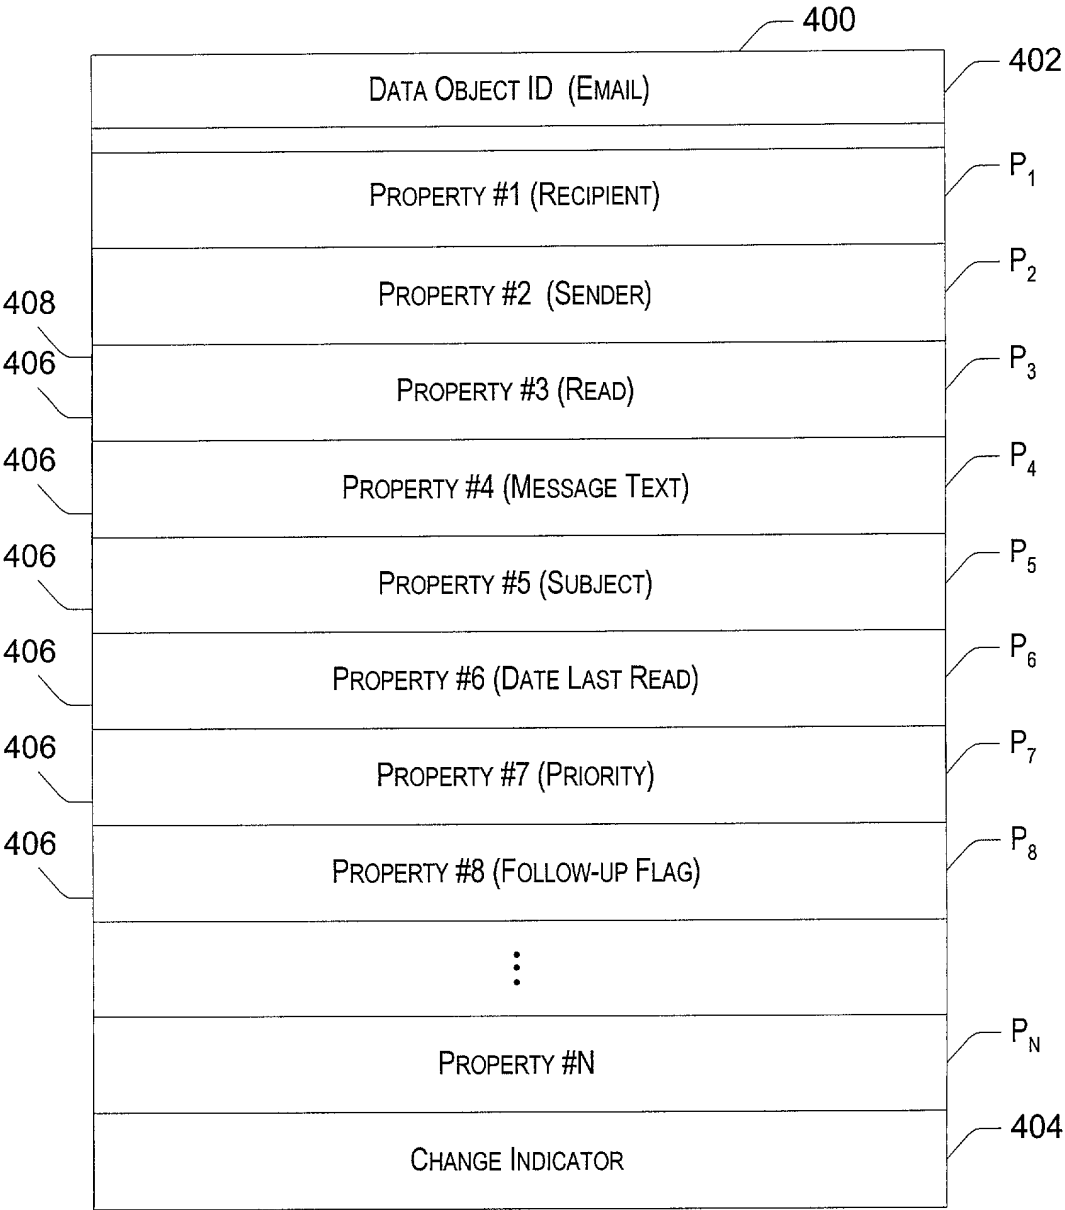 400
402
DATA OBJECT ID (EMAIL)
P1
PROPERTY #1 (RECIPIENT)
P2
PROPERTY #2 (SENDER)
408
406
P3
PROPERTY #3 (READ)
406
P4
PROPERTY #4 (MESSAGE TEXT)
406
P5
PROPERTY #5 (SUBJECT)
406
P6
PROPERTY #6 (DATE LAST READ)
406
P7
PROPERTY #7 (PRIORITY)
406
P8
PROPERTY #8 (FOLLOW-UP FLAG)
PN
PROPERTY #N
404
CHANGE INDICATOR